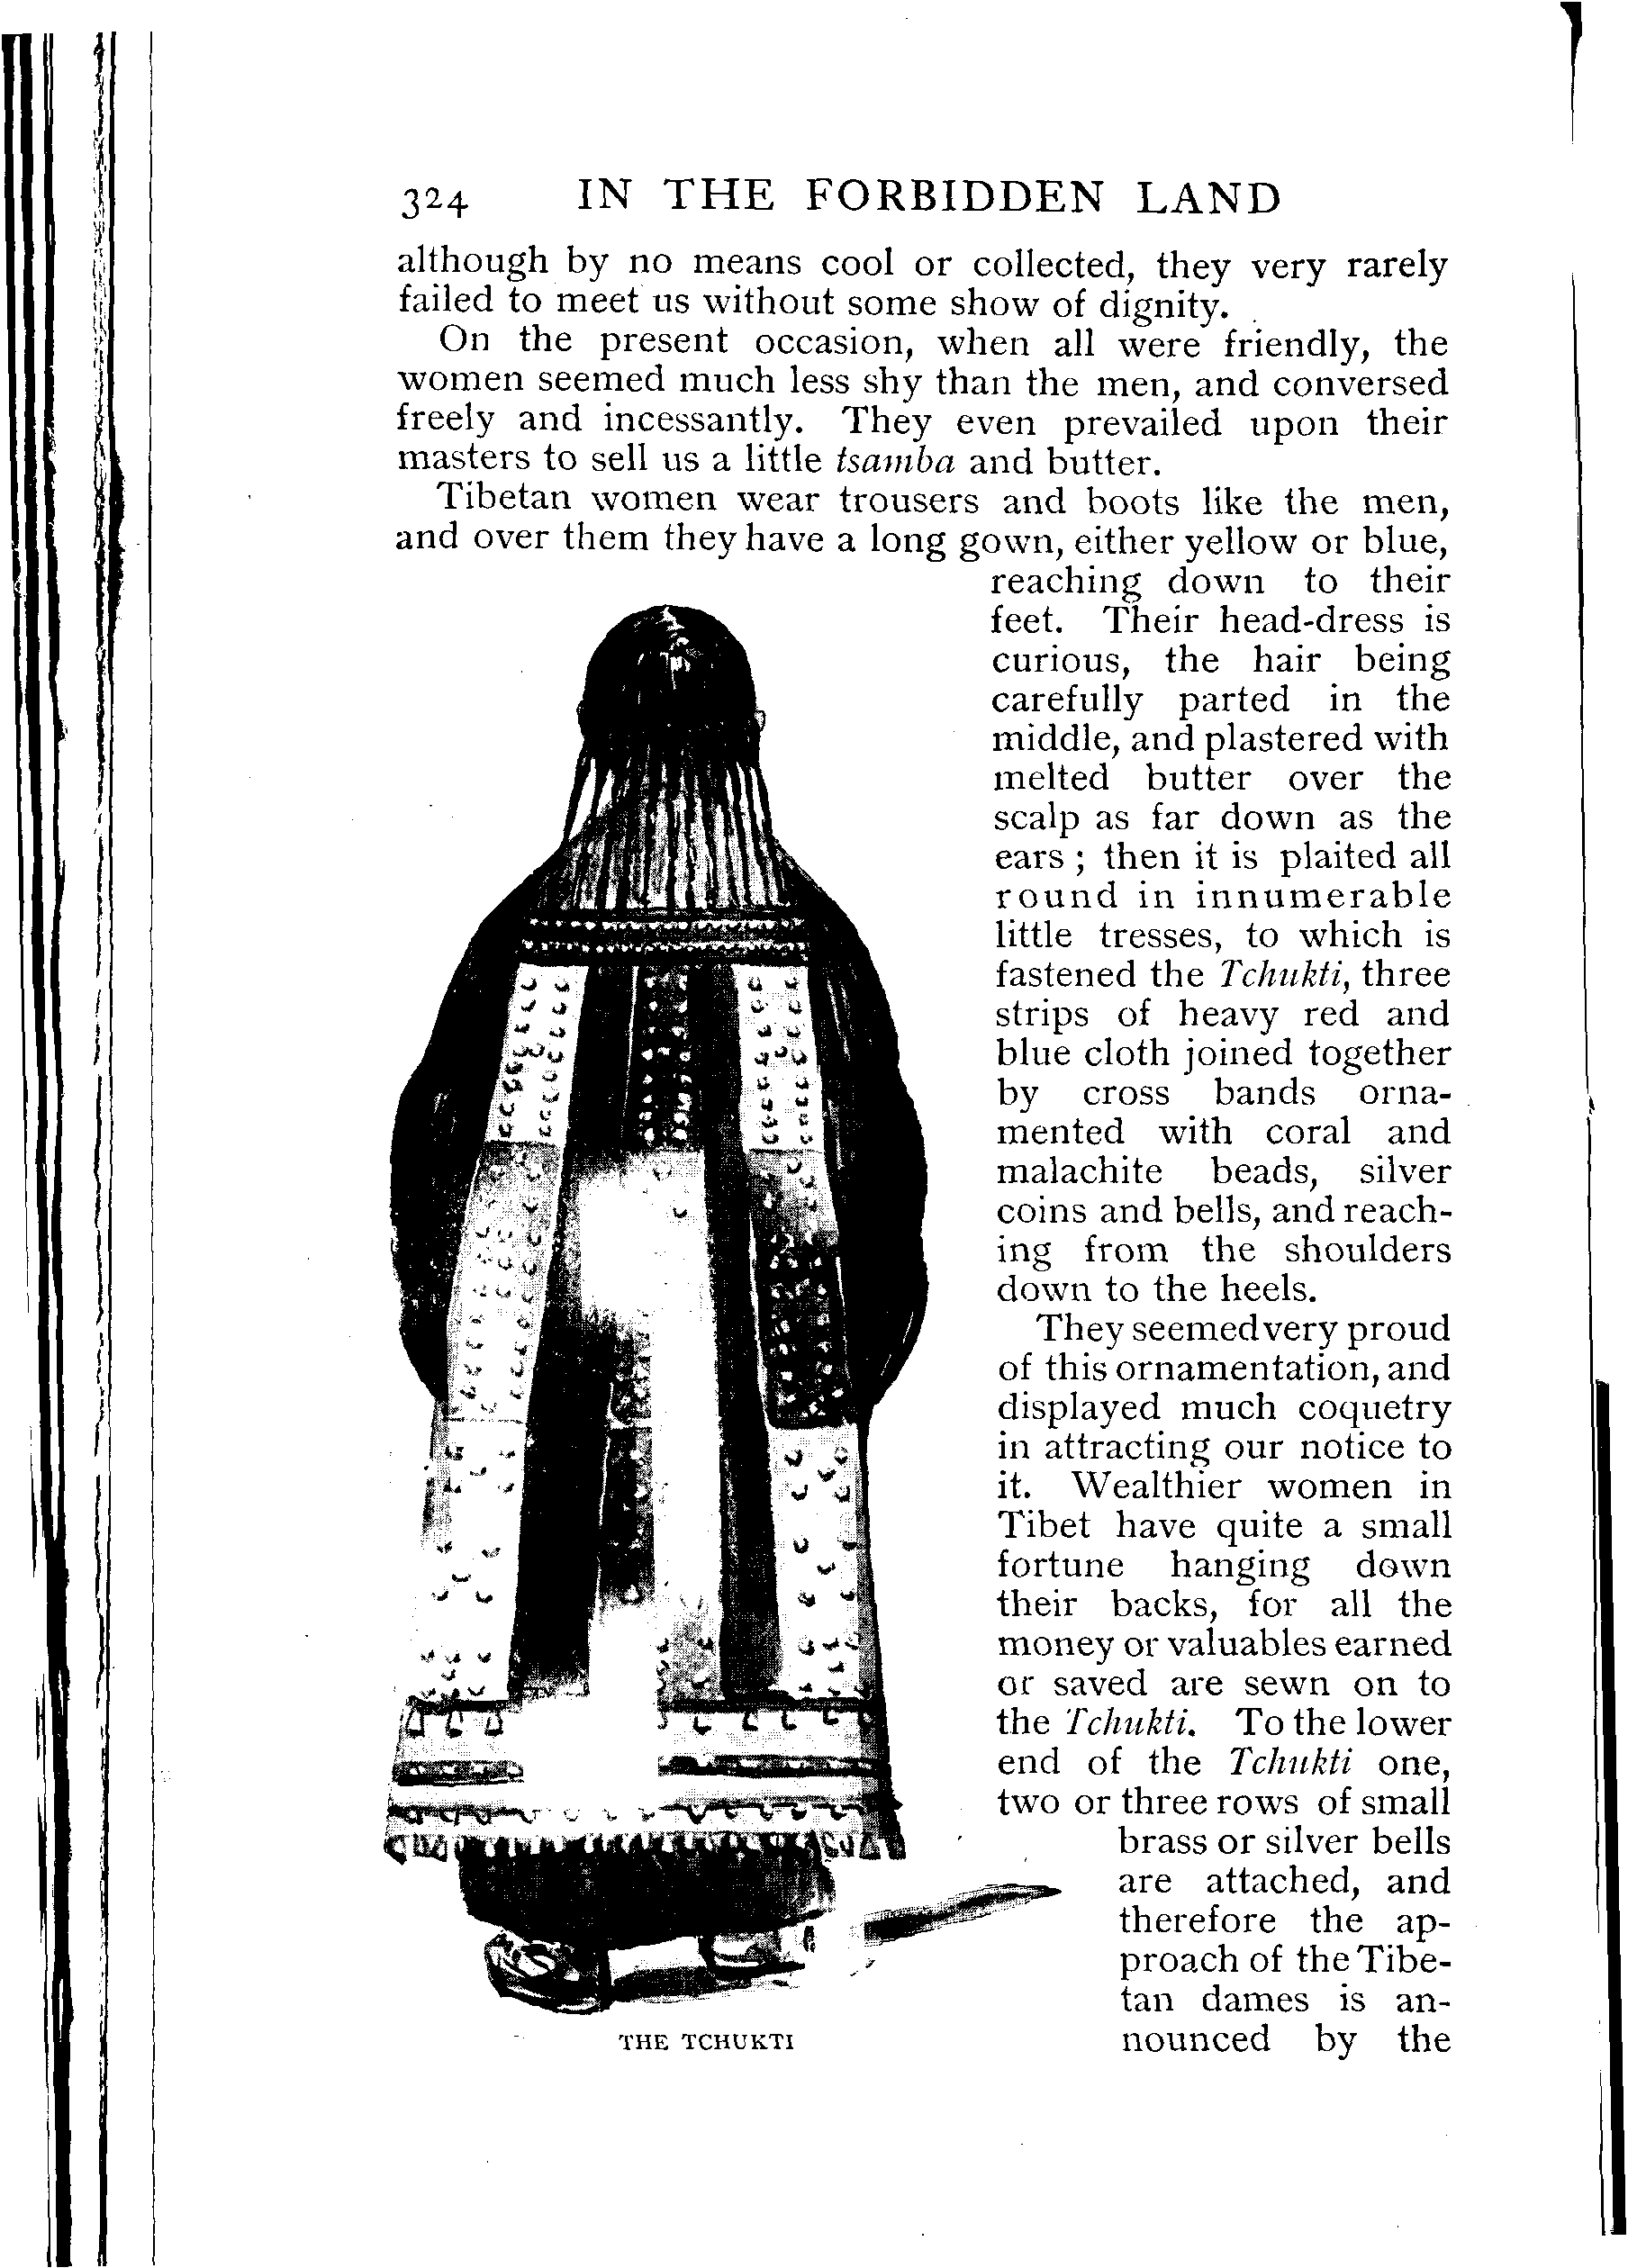 324 IN THE FORBIDDEN LAND
although by no means cool or collected, they very rarely
failed to meet us without some show of dignity.
On the present occasion, when all were friendly, the
women seemed much less shy than the men, and conversed
freely and incessantly. They even prevailed upon their
masters to sell us a little tsamba and butter.
Tibetan women wear trousers and boots like the men,
and over them they have a long gown, either yellow or blue,
reaching down to their
feet. Their head-dress is
curious, the hair being
carefully parted in the
middle, and plastered with
melted butter over the
scalp as far down as the
ears ; then it is plaited all
round in innumerable
little tresses, to which is
fastened the Tchukti, three
strips of heavy red and
blue cloth joined together
by cross bands orna-
mented with coral and
malachite beads, silver
coins and bells, and reach-
ing from the shoulders
down to the heels.
They seemed very proud
of this ornamentation, and
displayed much coquetry
in attracting our notice to
it. Wealthier women in
Tibet have quite a small
fortune hanging down
their backs, for all the
money or valuables earned
or saved are sewn on to
the Tchukti. To the lower
end of the Tchukti one,
two or three rows of small
brass or silver bells
are attached, and
therefore the ap-
proach of the Tibe-
tan dames is an-
nounced by the
THE TCHUKTI